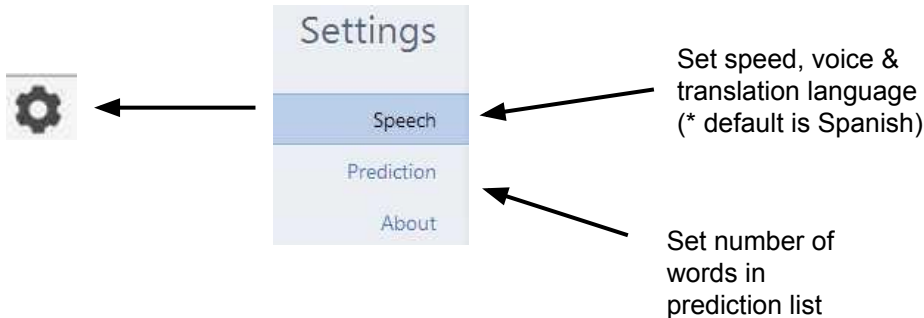 Settings
Speech
Prediction
About
Set speed, voice &
translation language
(* default is Spanish)
Set number of
words in
prediction list